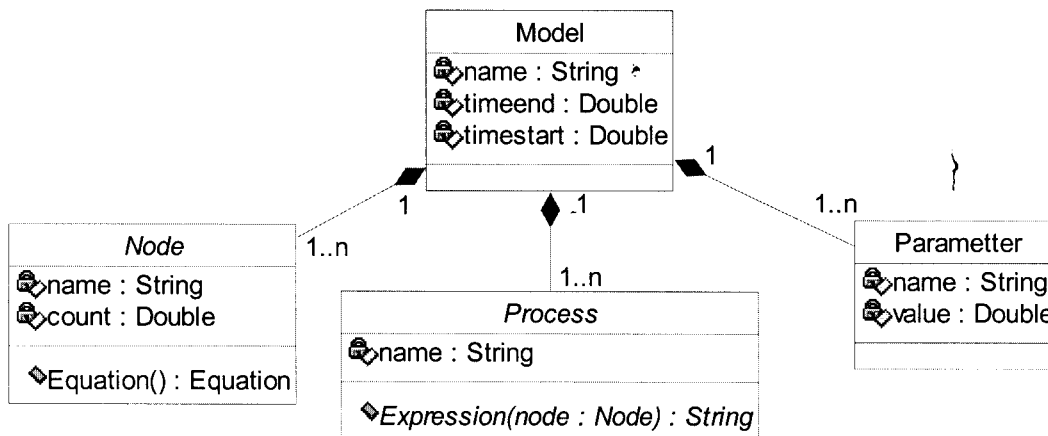 Model
name : String
timeend : Double
timestart : Double
1
1
1
1..n
1..n
1..n
Node
name : String
count : Double
Equation() : Equation
Process
name : String
Expression(node : Node) : String
Parametter
name : String
value : Double